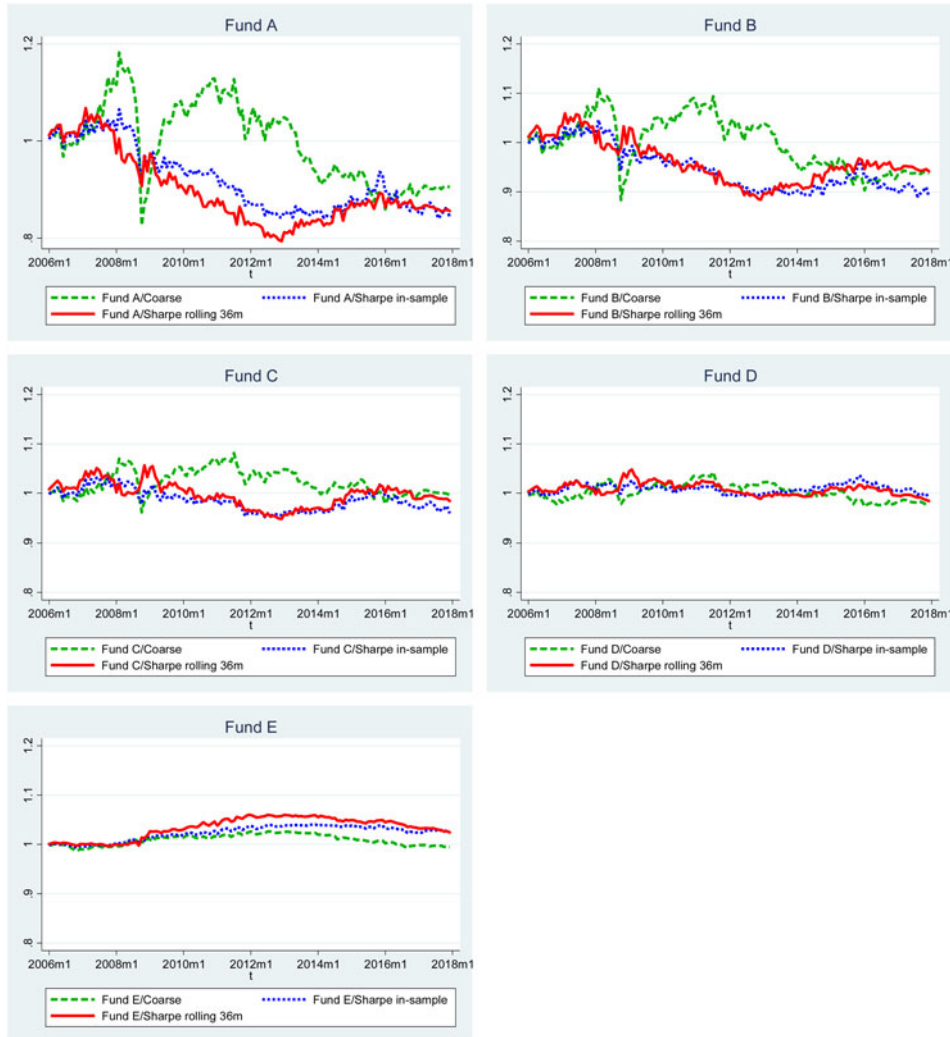 Fund A
1.2
1
.8
2006m1 2008m1 2010m1 2012m1 2014m1 2016m1 2018m1
t
Fund A/Coarse Fund A/Sharpe in-sample
Fund A/Sharpe rolling 36m
Fund B
1.2
1.1
1
.9
.8
2006m1 2008m1 2010m1 2012m1 2014m1 2016m1 2018m1
t
Fund B/Coarse Fund B/Sharpe in-sample
Fund B/Sharpe rolling 36m
Fund C
1.2
1.1
1
.9
.8
2006m1 2008m1 2010m1 2012m1 2014m1 2016m1 2018m1
t
Fund C/Coarse Fund C/Sharpe in-sample
Fund C/Sharpe rolling 36m
Fund D
1.2
1.1
1
.9
.8
2006m1 2008m1 2010m1 2012m1 2014m1 2016m1 2018m1
t
Fund D/Coarse Fund D/Sharpe in-sample
Fund D/Sharpe rolling 36m
Fund E
1.2
1.1
1
.9
.8
2006m1 2008m1 2010m1 2012m1 2014m1 2016m1 2018m1
t
Fund E/Coarse Fund E/Sharpe in-sample
Fund E/Sharpe rolling 36m